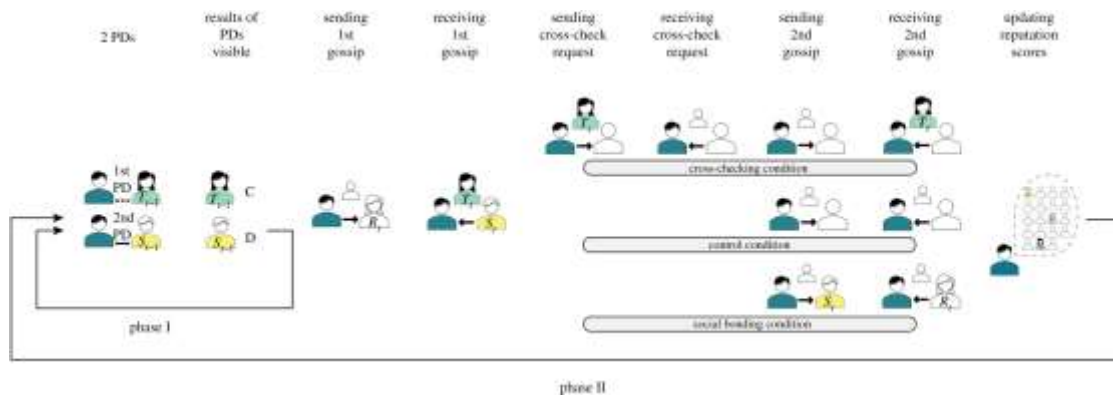 2 PDs
results of
PDs
visible
sending
1st
gossip
receiving
1st
gossip
sending
cross-check
request
receiving
cross-check
request
sending
2nd
gossip
receiving
2nd
gossip
updating
reputation
scores
cross-checking condition
1st
PD
C
2nd
PD
D
control condition
social bonding condition
phase I
phase II